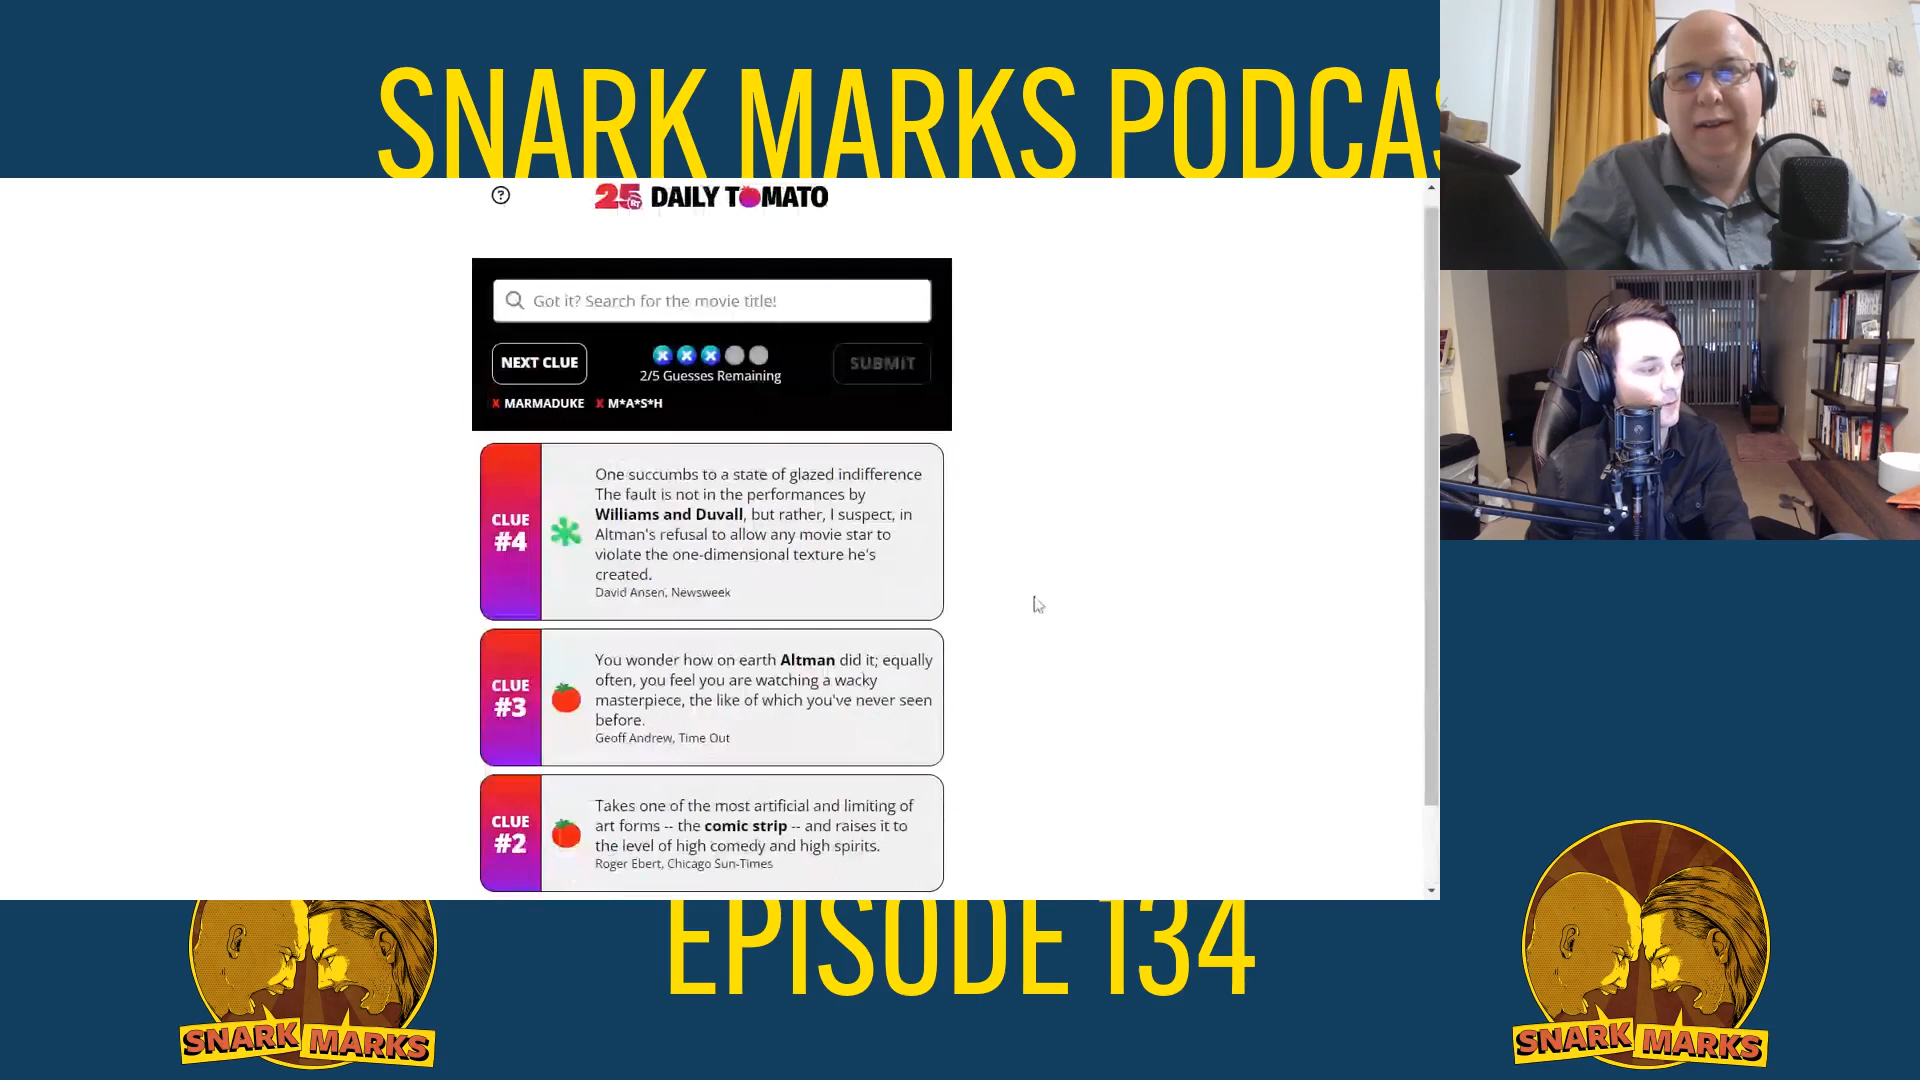 SNARK MARKS PODCAS
25 RT DAILY TOMATO
Got it? Search for the movie title!
NEXT CLUE
2/5 Guesses Remaining
SUBMIT
X MARMADUKE X M*A*S*H
CLUE
#4
One succumbs to a state of glazed indifference
The fault is not in the performances by
Williams and Duvall, but rather, I suspect, in
Altman's refusal to allow any movie star to
violate the one-dimensional texture he's
created.
David Ansen, Newsweek
CLUE
#3
You wonder how on earth Altman did it; equally
often, you feel you are watching a wacky
masterpiece, the like of which you've never seen
before.
Geoff Andrew, Time Out
CLUE
#2
Takes one of the most artificial and limiting of
art forms -- the comic strip -- and raises it to
the level of high comedy and high spirits.
Roger Ebert, Chicago Sun-Times
EPISODE 134
SNARK MARKS
SNARK MARKS